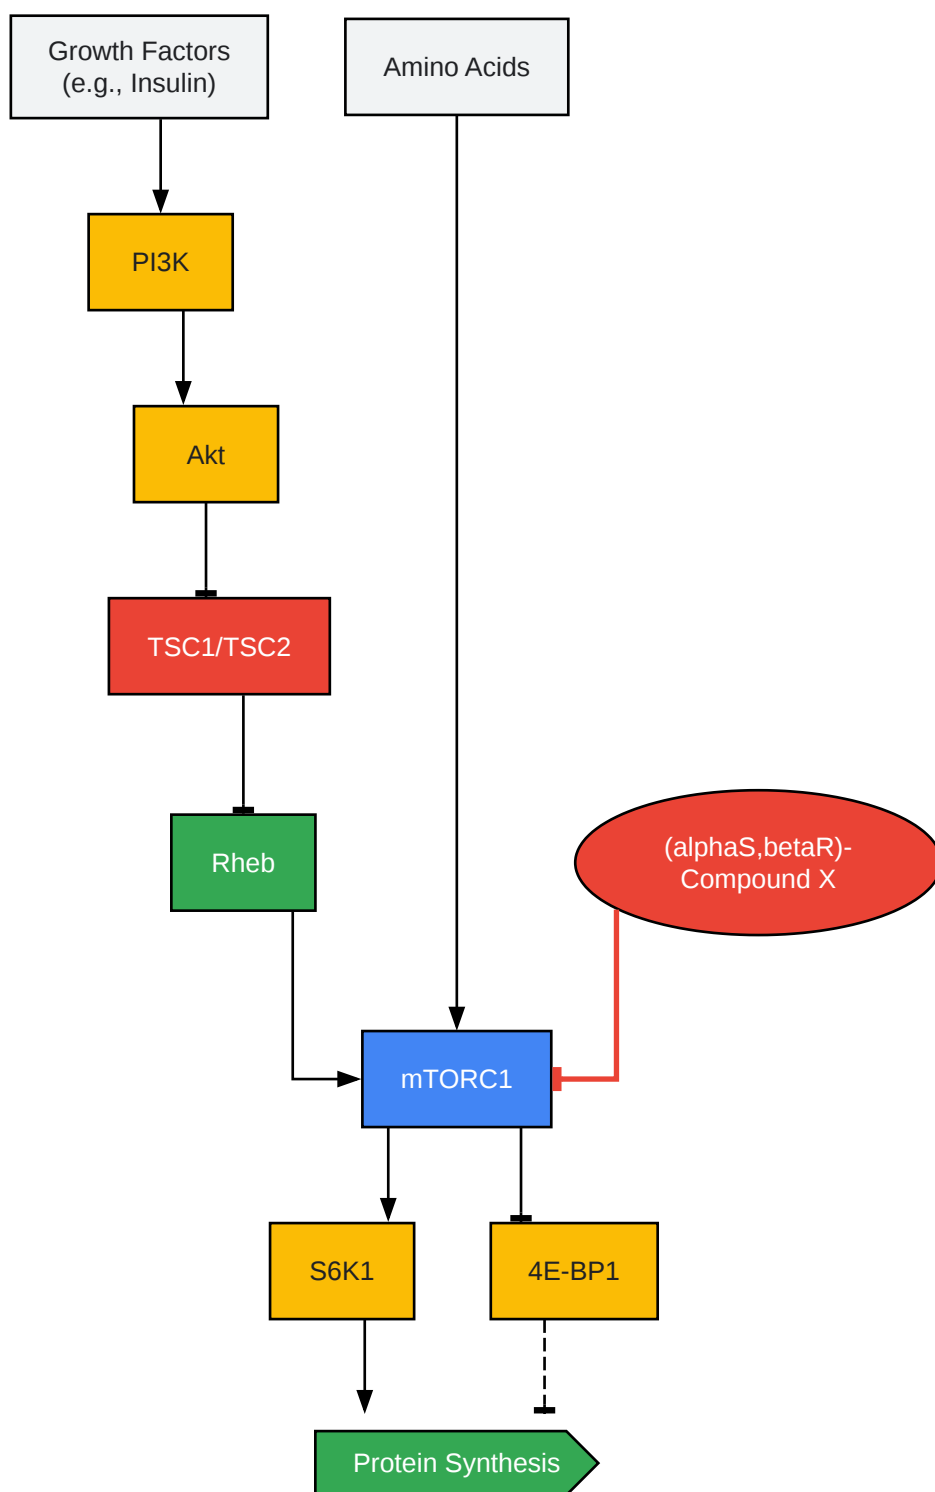 Growth Factors
(e.g., Insulin)
Amino Acids
PI3K
Akt
TSC1/TSC2
Rheb
(alphaS,betaR)-
Compound X
mTORC1
S6K1
4E-BP1
Protein Synthesis